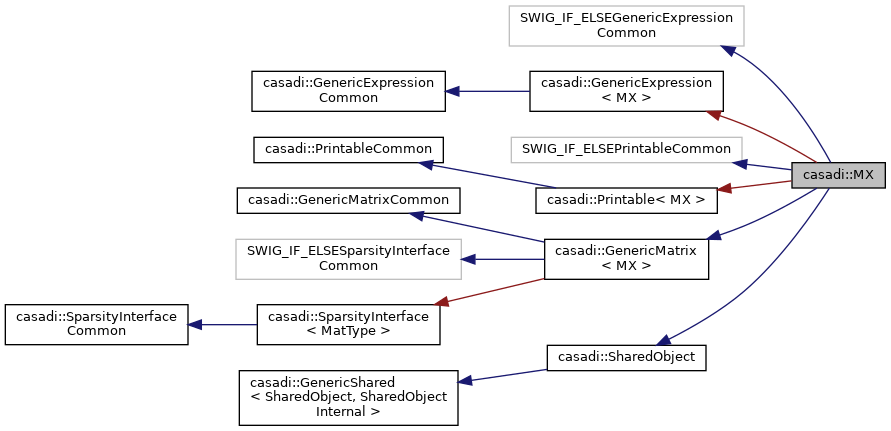 SWIG_IF_ELSEGenericExpression
Common
casadi::GenericExpression
Common
casadi::GenericExpression
< MX >
casadi::PrintableCommon
SWIG_IF_ELSEPrintableCommon
casadi::MX
casadi::GenericMatrixCommon
casadi::Printable< MX >
SWIG_IF_ELSESparsityInterface
Common
casadi::GenericMatrix
< MX >
casadi::SparsityInterface
Common
casadi::SparsityInterface
< MatType >
casadi::SharedObject
casadi::GenericShared
< SharedObject, SharedObject
Internal >